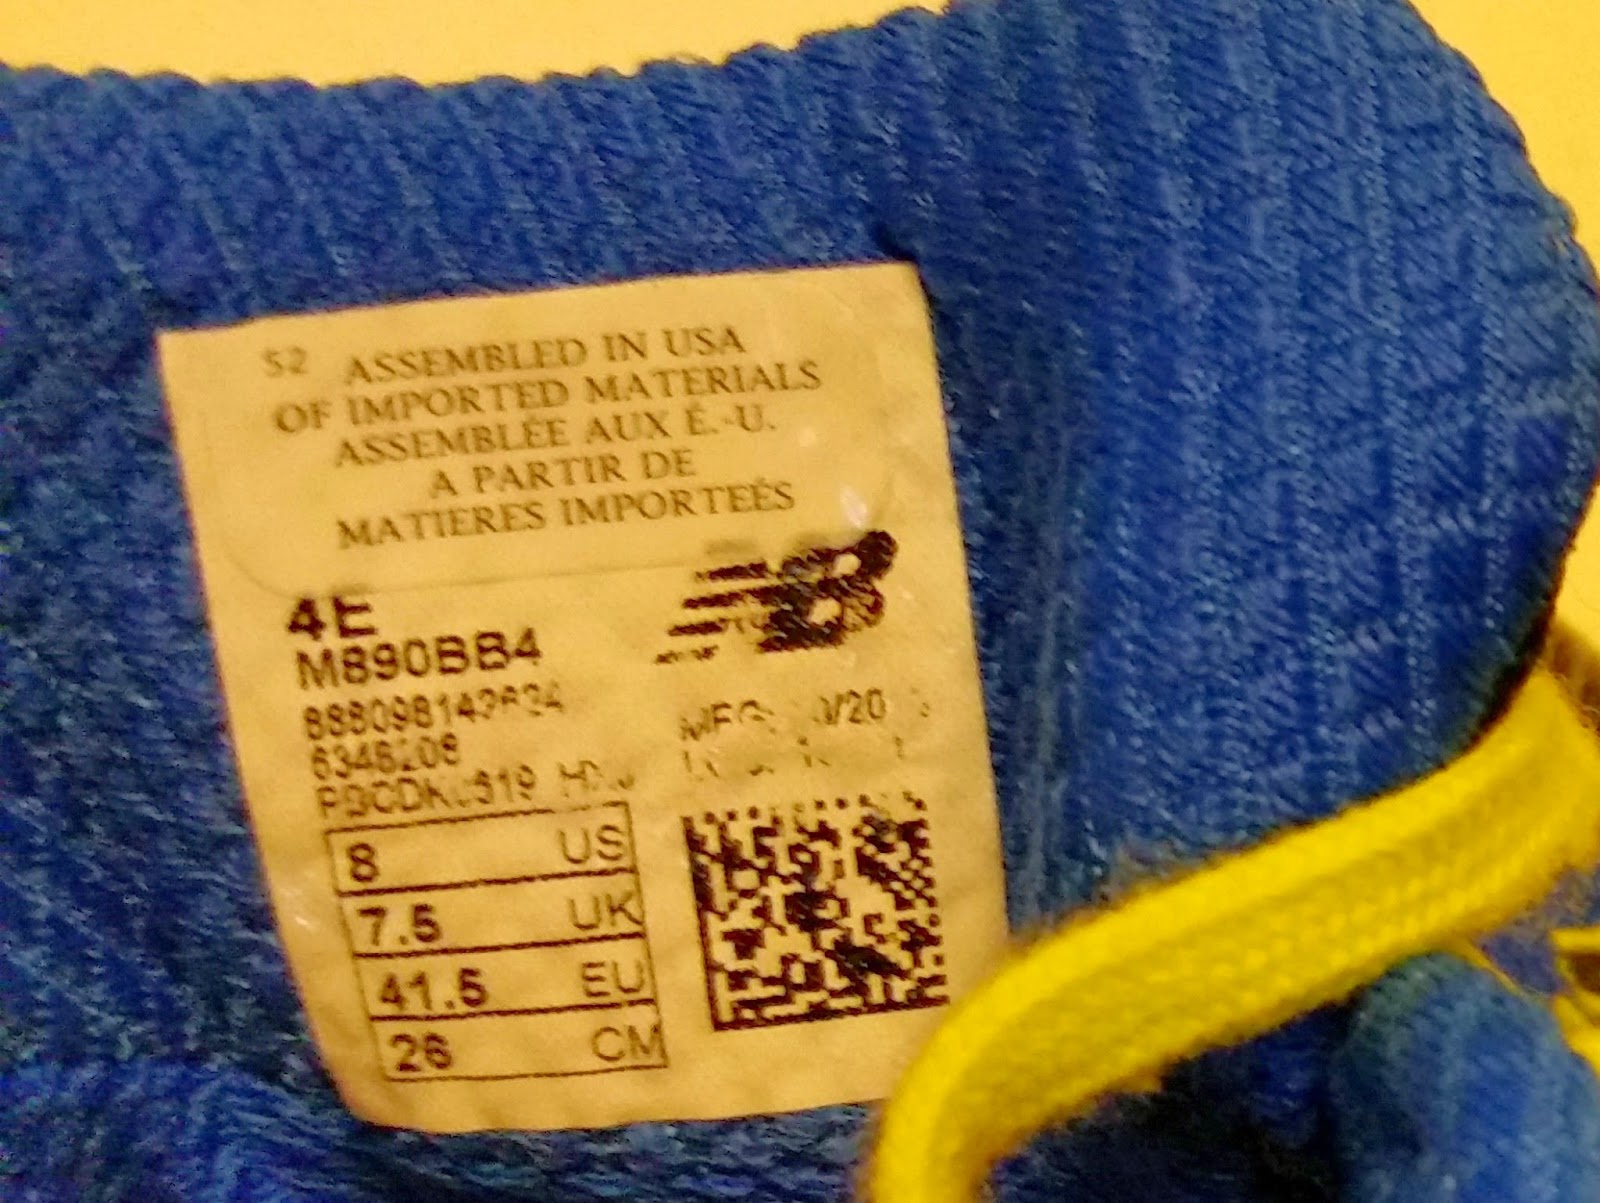 52 ASSEMBLED IN USA
OF IMPORTED MATERIALS
ASSEMBLÉE AUX É.-U.
A PARTIR DE
MATIERES IMPORTEÉS
4E
M890BB4
8 US
7.5 UK
41.5 EU
26 CM